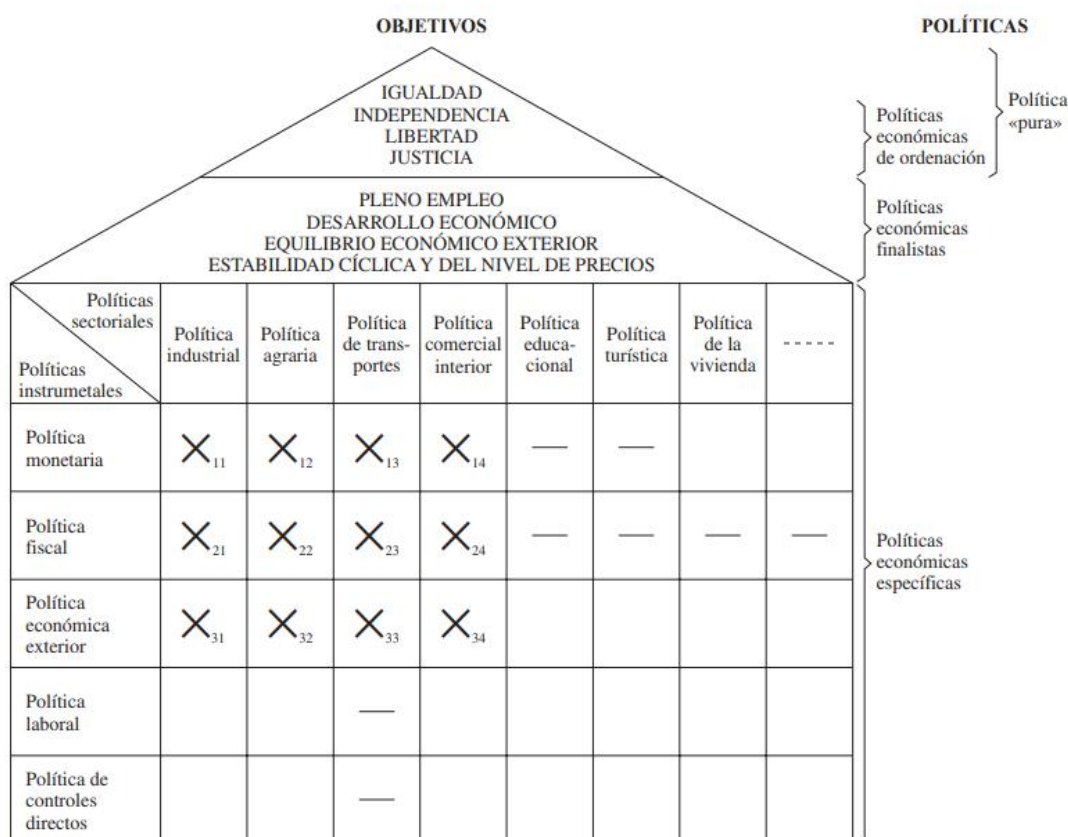 OBJETIVOS
POLÍTICAS
IGUALDAD
INDEPENDENCIA
LIBERTAD
JUSTICIA
Políticas
económicas
de ordenación
Política
«pura»
PLENO EMPLEO
DESARROLLO ECONÓMICO
EQUILIBRIO ECONÓMICO EXTERIOR
ESTABILIDAD CÍCLICA Y DEL NIVEL DE PRECIOS
Políticas
económicas
finalistas
Políticas
sectoriales
Políticas
instrumetales
Política
industrial
Política
agraria
Política
de trans-
portes
Política
comercial
interior
Política
educa-
cional
Política
turística
Política
de la
vivienda
-----
Política
monetaria
X11 X12 X13 X14 — —
Política
fiscal
X21 X22 X23 X24 — — — —
Políticas
económicas
específicas
Política
económica
exterior
X31 X32 X33 X34
Política
laboral
—
Política de
controles
directos
—